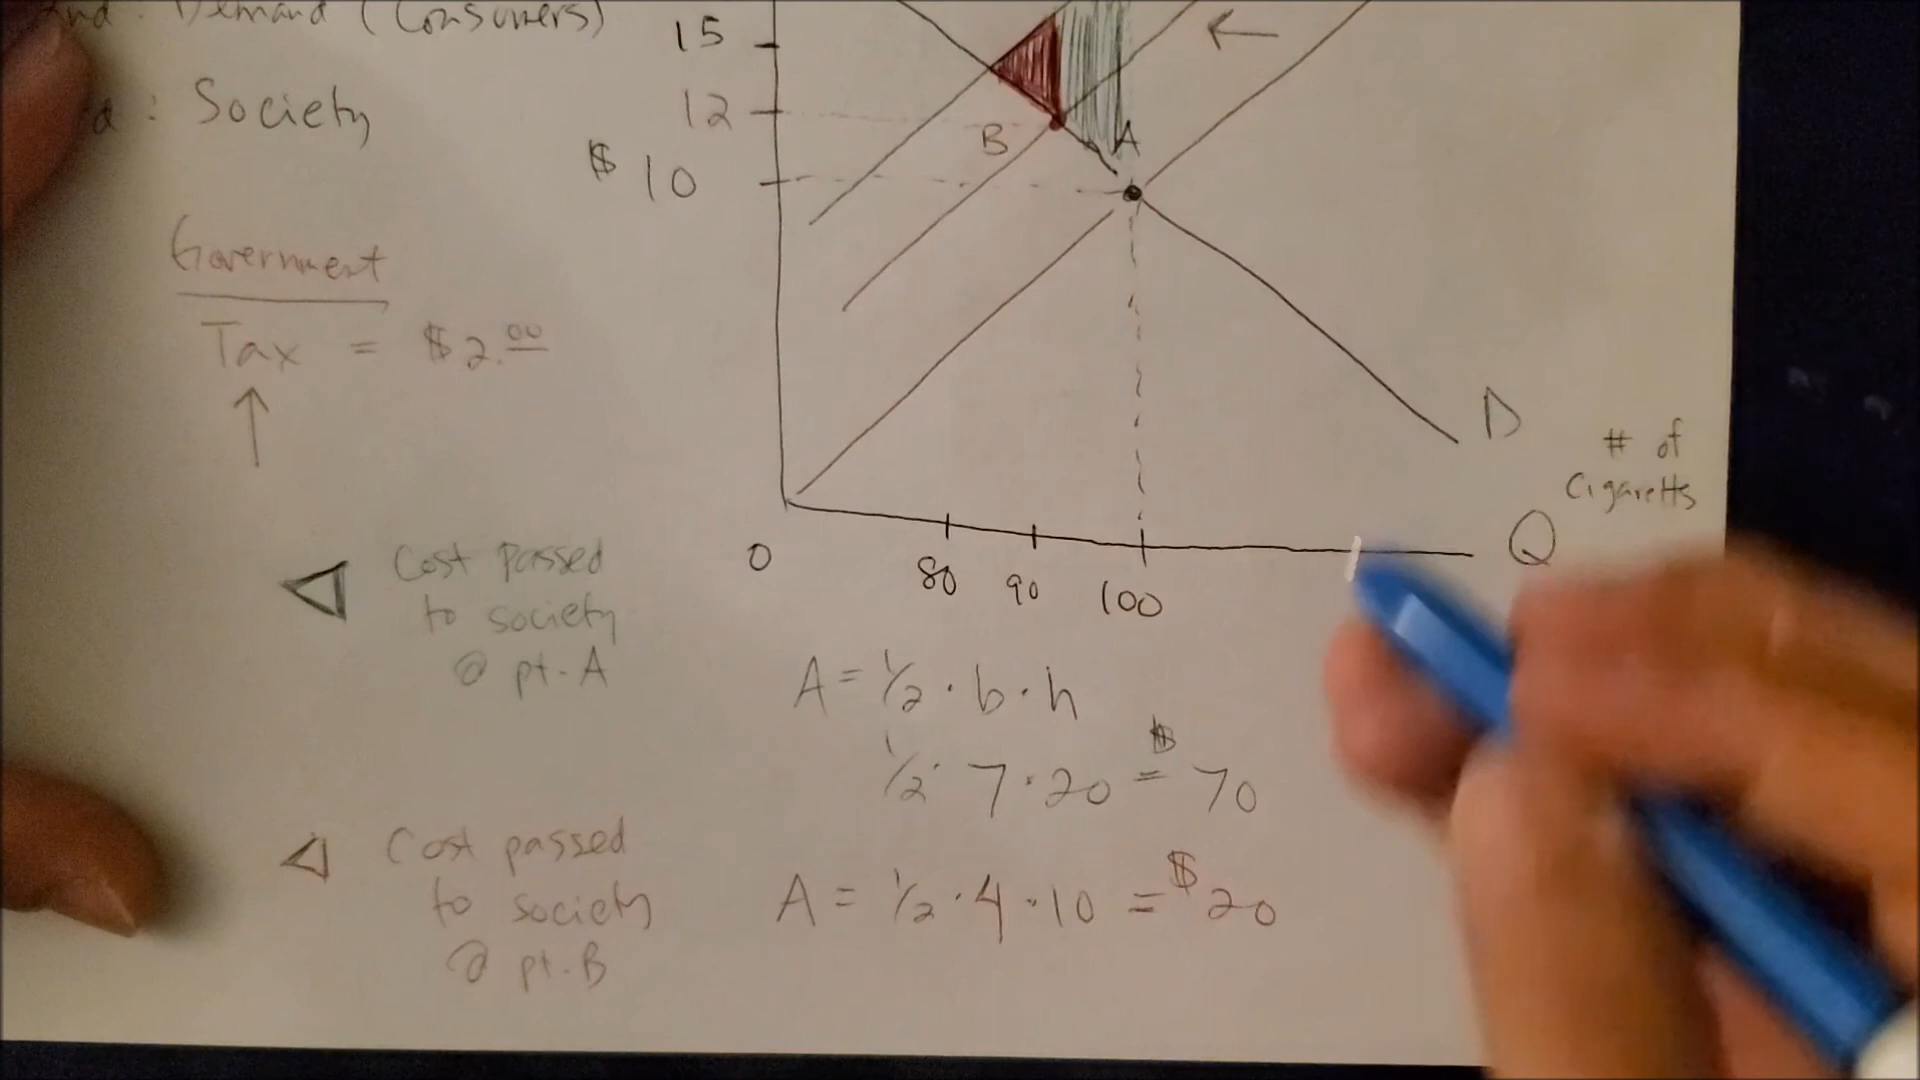 Demand (Consumers)
: Society
Government
Tax = $2.00
Cost passed
to society
@ pt. A
Cost passed
to society
@ pt. B
15
12
$ 10
B
A
D
# of
Cigaretts
Q
0
80
90
100
A = 1/2 · b · h
1/2 · 7 · 20 = $70
A = 1/2 · 4 · 10 = $20